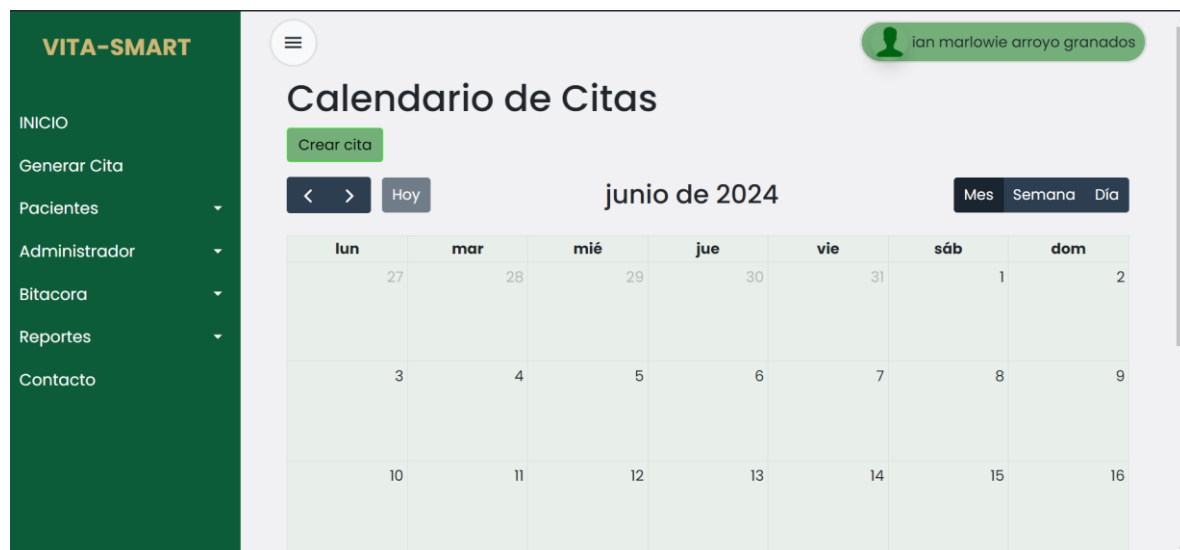 VITA-SMART
ian marlowie arroyo granados
INICIO
Generar Cita
Pacientes
Administrador
Bitacora
Reportes
Contacto
Calendario de Citas
Crear cita
Hoy
junio de 2024
Mes Semana Día
lun mar mié jue vie sáb dom
27 28 29 30 31 1 2
3 4 5 6 7 8 9
10 11 12 13 14 15 16